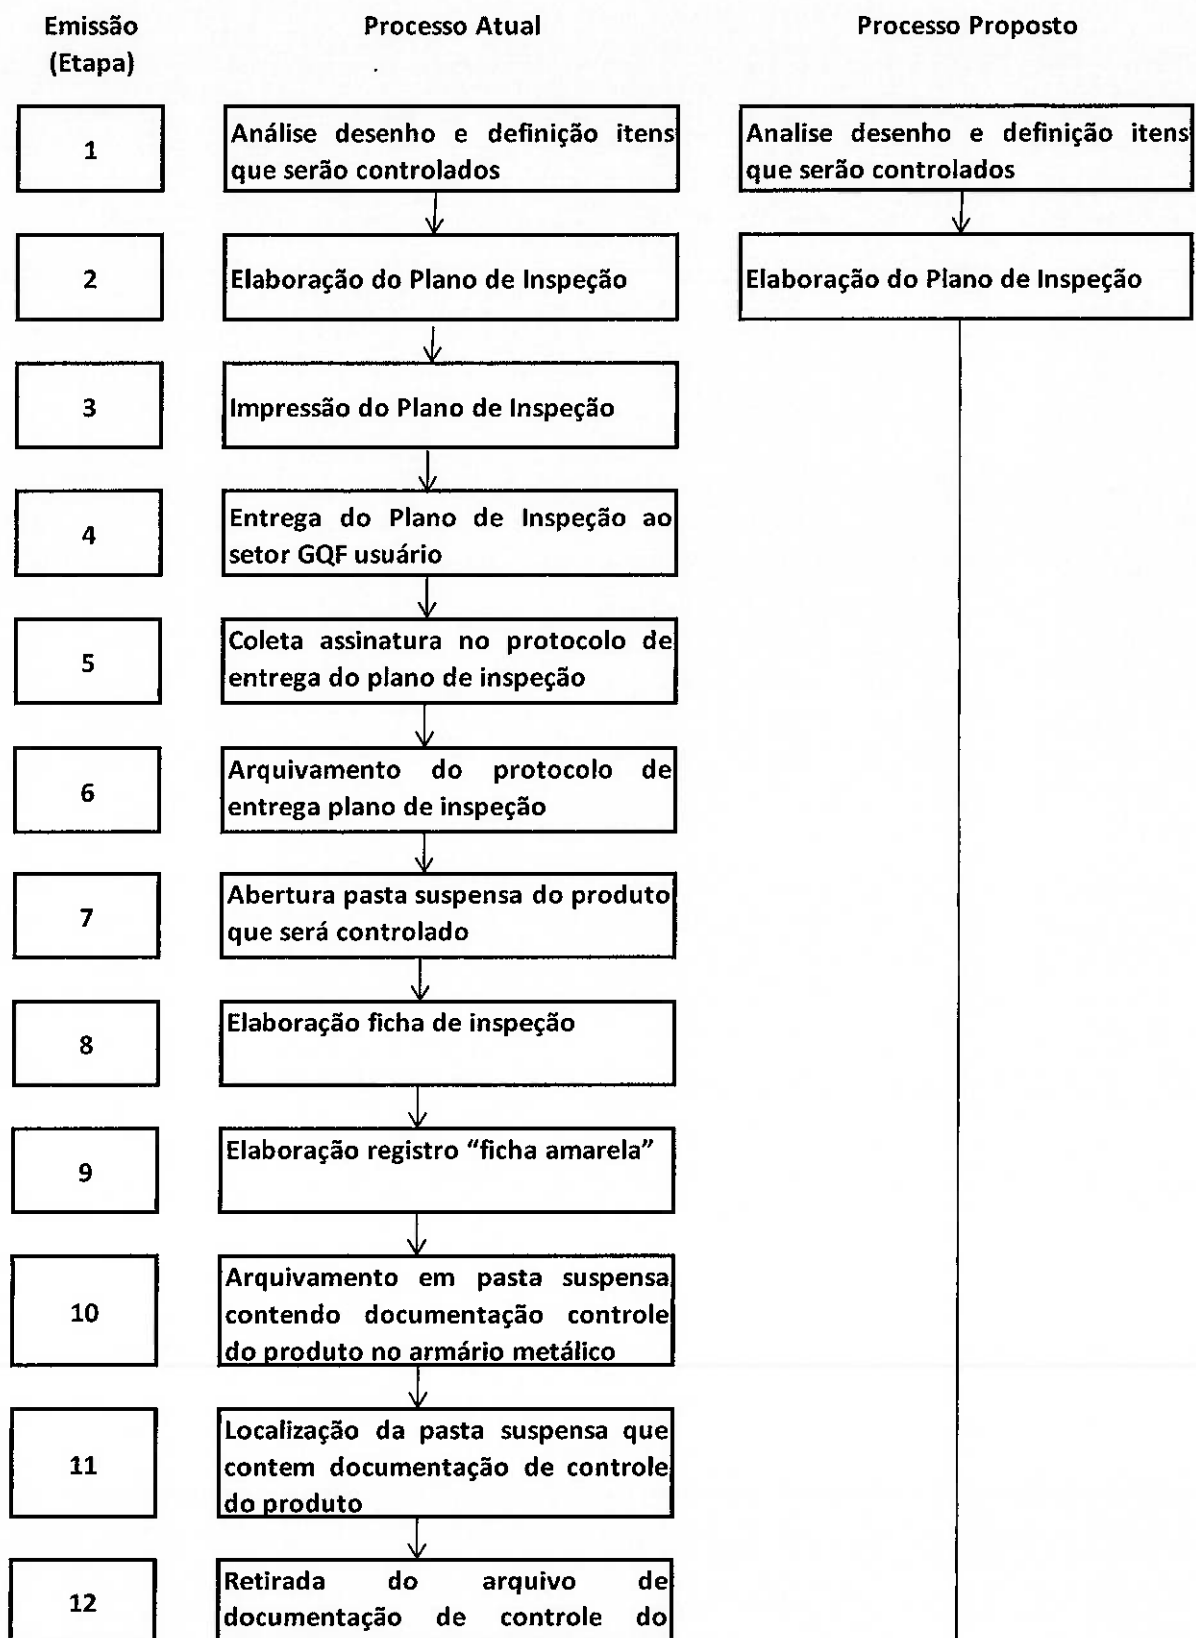 Emissão
(Etapa)
Processo Atual
Processo Proposto
1
Análise desenho e definição itens
que serão controlados
Analise desenho e definição itens
que serão controlados
2
Elaboração do Plano de Inspeção
Elaboração do Plano de Inspeção
3
Impressão do Plano de Inspeção
4
Entrega do Plano de Inspeção ao
setor GQF usuário
5
Coleta assinatura no protocolo de
entrega do plano de inspeção
6
Arquivamento do protocolo de
entrega plano de inspeção
7
Abertura pasta suspensa do produto
que será controlado
8
Elaboração ficha de inspeção
9
Elaboração registro “ficha amarela”
10
Arquivamento em pasta suspensa
contendo documentação controle
do produto no armário metálico
11
Localização da pasta suspensa que
contem documentação de controle
do produto
12
Retirada do arquivo de
documentação de controle do